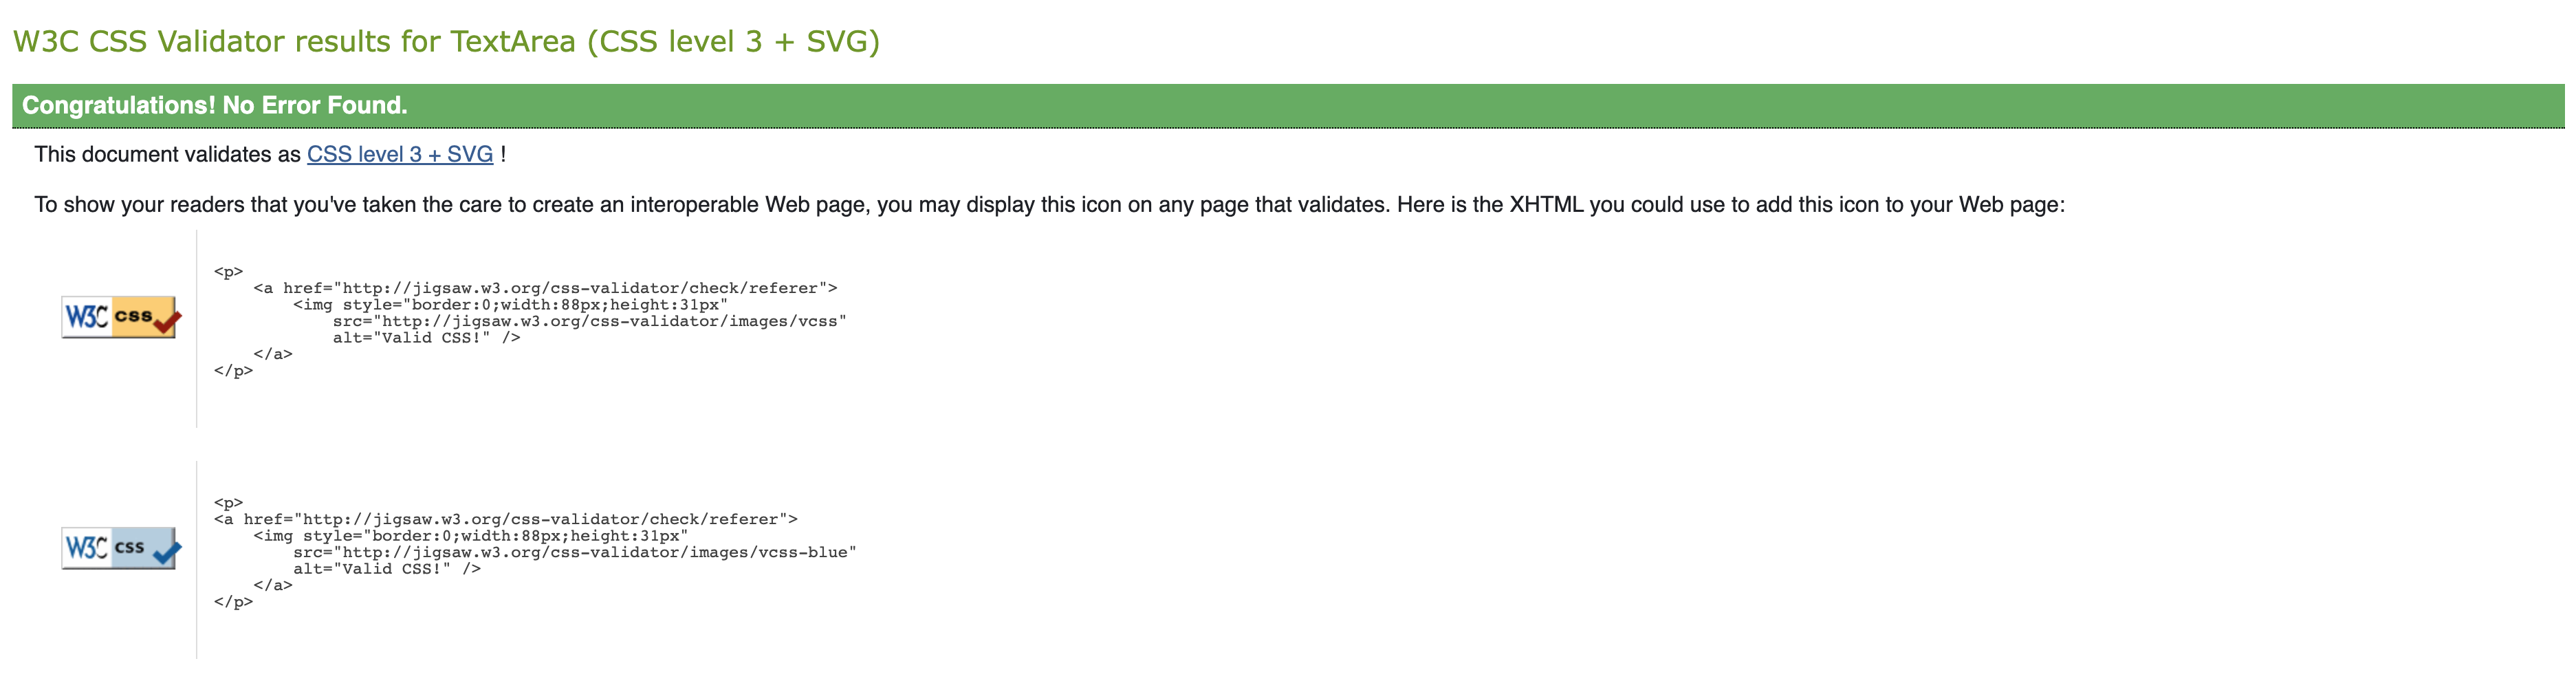 W3C CSS Validator results for TextArea (CSS level 3 + SVG)
Congratulations! No Error Found.
This document validates as CSS level 3 + SVG !
To show your readers that you've taken the care to create an interoperable Web page, you may display this icon on any page that validates. Here is the XHTML you could use to add this icon to your Web page:
W3C css
<p>
    <a href="http://jigsaw.w3.org/css-validator/check/referer">
        <img style="border:0;width:88px;height:31px"
            src="http://jigsaw.w3.org/css-validator/images/vcss"
            alt="Valid CSS!" />
    </a>
</p>
W3C css
<p>
<a href="http://jigsaw.w3.org/css-validator/check/referer">
    <img style="border:0;width:88px;height:31px"
        src="http://jigsaw.w3.org/css-validator/images/vcss-blue"
        alt="Valid CSS!" />
    </a>
</p>